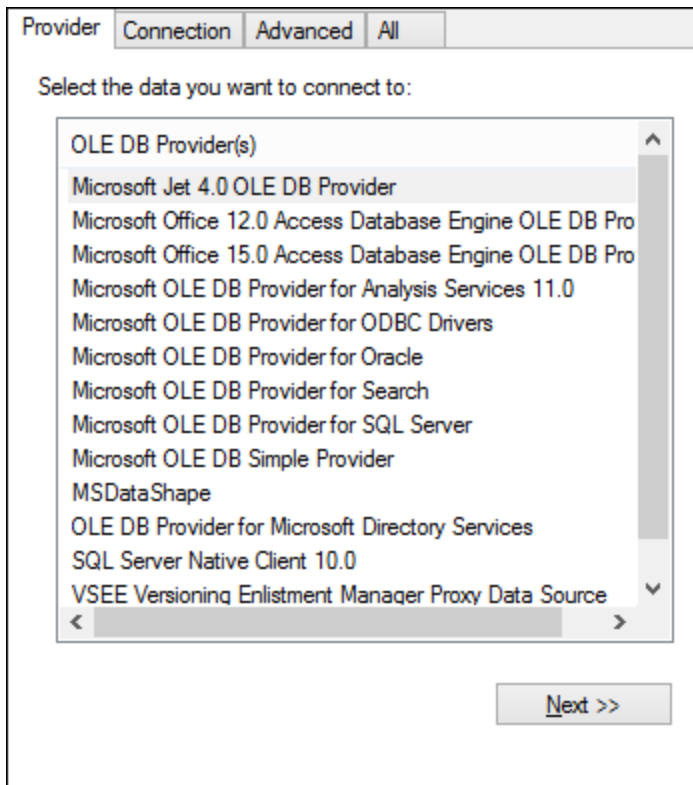 Provider Connection Advanced All
Select the data you want to connect to:
OLE DB Provider(s)
Microsoft Jet 4.0 OLE DB Provider
Microsoft Office 12.0 Access Database Engine OLE DB Pro
Microsoft Office 15.0 Access Database Engine OLE DB Pro
Microsoft OLE DB Provider for Analysis Services 11.0
Microsoft OLE DB Provider for ODBC Drivers
Microsoft OLE DB Provider for Oracle
Microsoft OLE DB Provider for Search
Microsoft OLE DB Provider for SQL Server
Microsoft OLE DB Simple Provider
MSDataShape
OLE DB Provider for Microsoft Directory Services
SQL Server Native Client 10.0
VSEE Versioning Enlistment Manager Proxy Data Source
Next >>